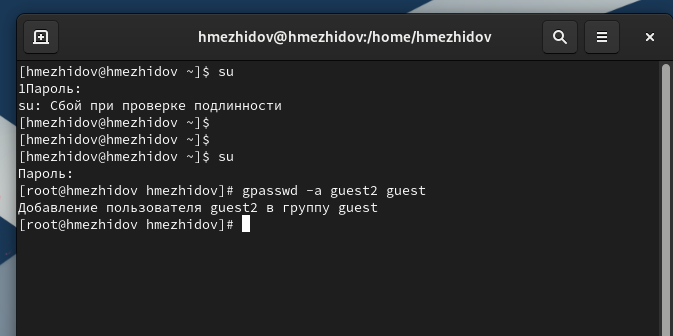 hmezhidov@hmezhidov:/home/hmezhidov
[hmezhidov@hmezhidov ~]$ su
1Пароль:
su: Сбой при проверке подлинности
[hmezhidov@hmezhidov ~]$
[hmezhidov@hmezhidov ~]$
[hmezhidov@hmezhidov ~]$ su
Пароль:
[root@hmezhidov hmezhidov]# gpasswd -a guest2 guest
Добавление пользователя guest2 в группу guest
[root@hmezhidov hmezhidov]#